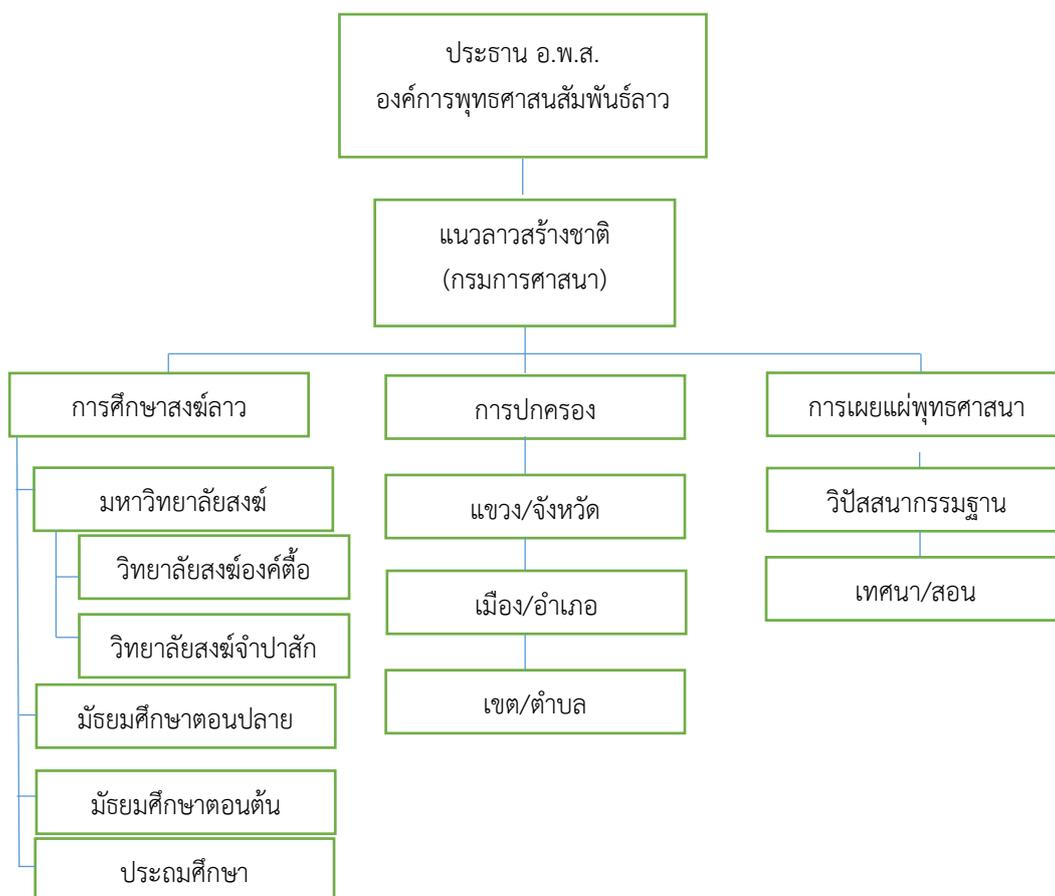 ประธาน อ.พ.ส.
องค์การพุทธศาสนสัมพันธ์ลาว
แนวลาวสร้างชาติ
(กรมการศาสนา)
การศึกษาสงฆ์ลาว
มหาวิทยาลัยสงฆ์
วิทยาลัยสงฆ์องค์ตื้อ
วิทยาลัยสงฆ์จำปาสัก
มัธยมศึกษาตอนปลาย
มัธยมศึกษาตอนต้น
ประถมศึกษา
การปกครอง
แขวง/จังหวัด
เมือง/อำเภอ
เขต/ตำบล
การเผยแผ่พุทธศาสนา
วิปัสสนากรรมฐาน
เทศนา/สอน